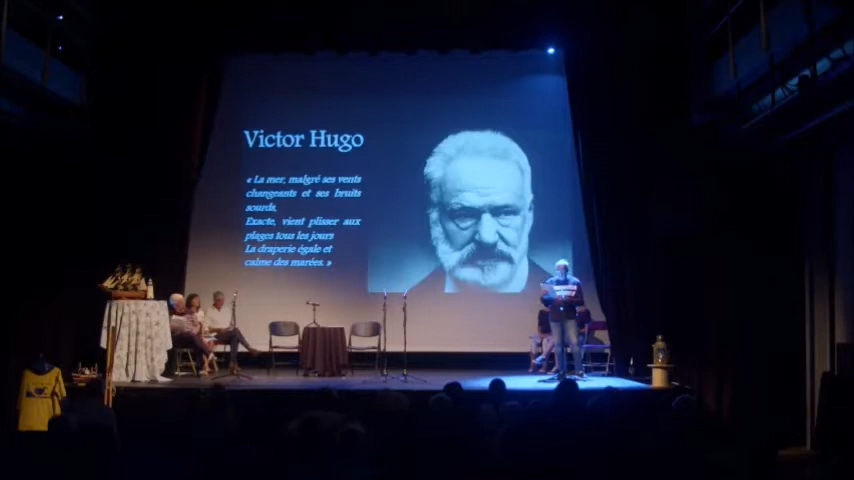 Victor Hugo
« La mer, malgré ses vents
changeants et ses bruits
sourds,
Exacte, vient plisser aux
plages tous les jours
La draperie égale et
calme des marées. »